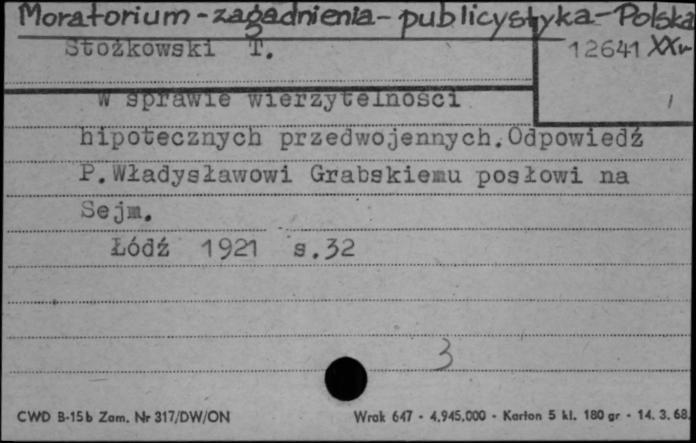 Moratorium - zagadnienia - publicystyka - Polska
Stożkowski T.
12641 XX
w sprawie wierzytelności
hipotecznych przedwojennych. Odpowiedź
P. Władysławowi Grabskiemu posłowi na
Sejm.
Łódź 1921 s.32
3
CWD B-15b Zam. Nr 317/DW/ON
Wrak 647 - 4.945.000 - Karton 5 kl. 180 gr - 14. 3. 68.